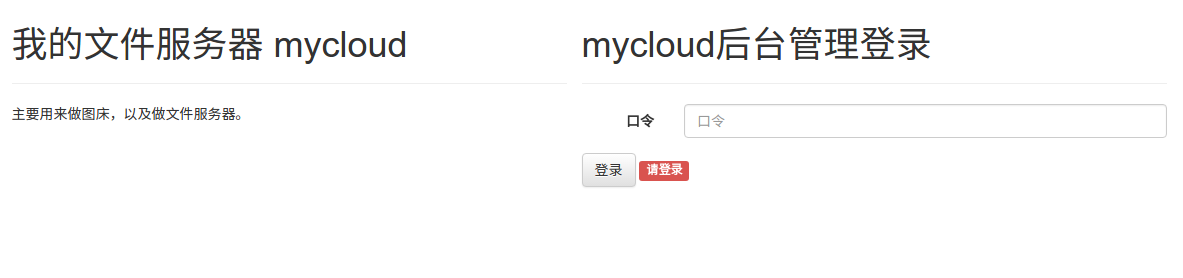 我的文件服务器 mycloud
主要用来做图床，以及做文件服务器。
mycloud后台管理登录
口令
口令
登录
请登录